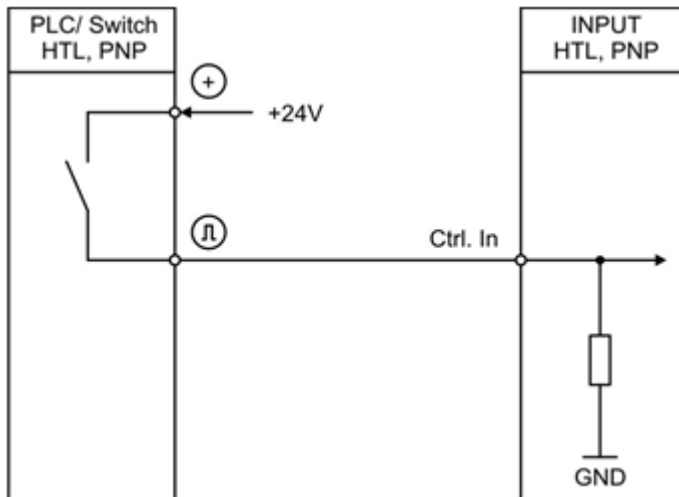 PLC/ Switch
HTL, PNP
INPUT
HTL, PNP
+
+24V
Ctrl. In
GND